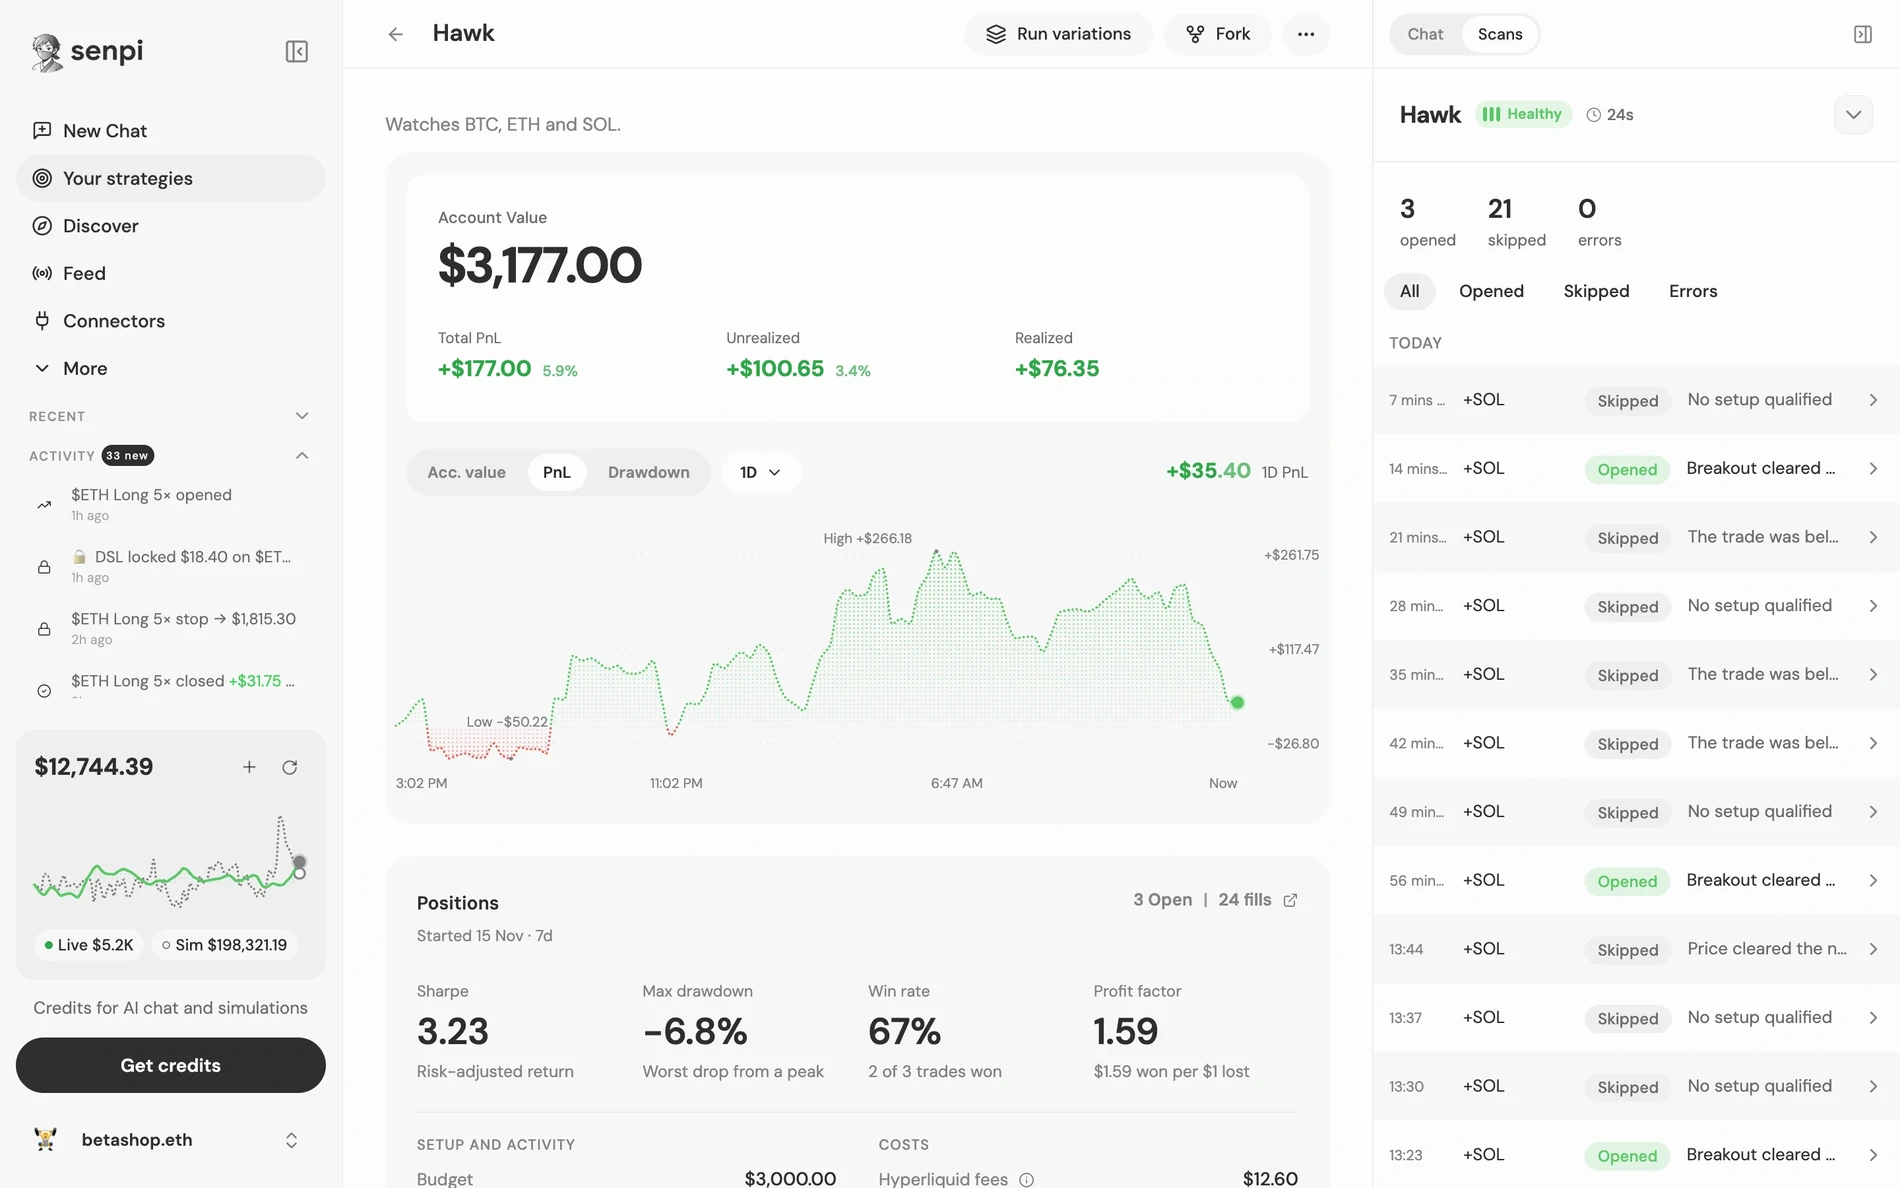 senpi
New Chat
Your strategies
Discover
Feed
Connectors
More
RECENT
ACTIVITY 33 new
$ETH Long 5× opened
1h ago
DSL locked $18.40 on $ET...
1h ago
$ETH Long 5× stop → $1,815.30
2h ago
$ETH Long 5× closed +$31.75 ...
$12,744.39
Live $5.2K
Sim $198,321.19
Credits for AI chat and simulations
Get credits
betashop.eth
Hawk
Run variations
Fork
Watches BTC, ETH and SOL.
Account Value
$3,177.00
Total PnL
+$177.00 5.9%
Unrealized
+$100.65 3.4%
Realized
+$76.35
Acc. value
PnL
Drawdown
1D
+$35.40 1D PnL
High +$266.18
Low -$50.22
+$261.75
+$117.47
-$26.80
3:02 PM
11:02 PM
6:47 AM
Now
Positions
3 Open | 24 fills
Started 15 Nov · 7d
Sharpe
3.23
Risk-adjusted return
Max drawdown
-6.8%
Worst drop from a peak
Win rate
67%
2 of 3 trades won
Profit factor
1.59
$1.59 won per $1 lost
SETUP AND ACTIVITY
Budget $3,000.00
COSTS
Hyperliquid fees $12.60
Chat
Scans
Hawk Healthy 24s
3 opened
21 skipped
0 errors
All
Opened
Skipped
Errors
TODAY
7 mins ... +SOL Skipped No setup qualified
14 mins... +SOL Opened Breakout cleared ...
21 mins... +SOL Skipped The trade was bel...
28 min... +SOL Skipped No setup qualified
35 min... +SOL Skipped The trade was bel...
42 min... +SOL Skipped The trade was bel...
49 min... +SOL Skipped No setup qualified
56 min... +SOL Opened Breakout cleared ...
13:44 +SOL Skipped Price cleared the n...
13:37 +SOL Skipped No setup qualified
13:30 +SOL Skipped No setup qualified
13:23 +SOL Opened Breakout cleared ...